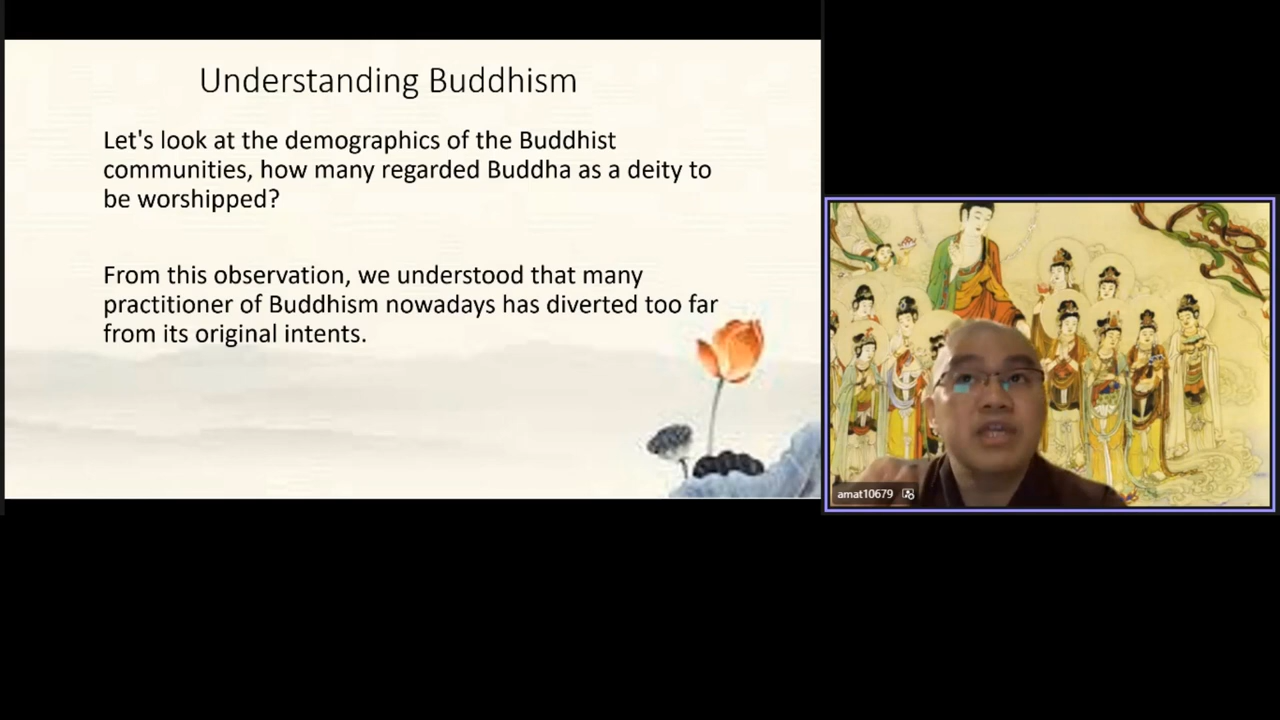 Understanding Buddhism
Let's look at the demographics of the Buddhist
communities, how many regarded Buddha as a deity to
be worshipped?
From this observation, we understood that many
practitioner of Buddhism nowadays has diverted too far
from its original intents.
amat10679